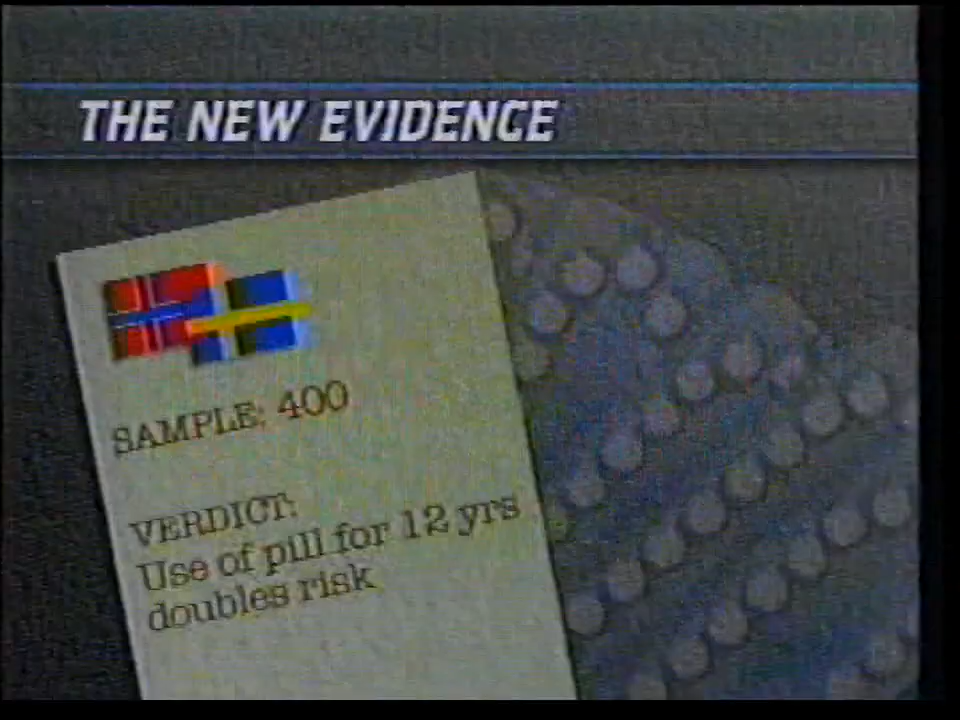 THE NEW EVIDENCE
SAMPLE: 400
VERDICT:
Use of pill for 12 yrs
doubles risk